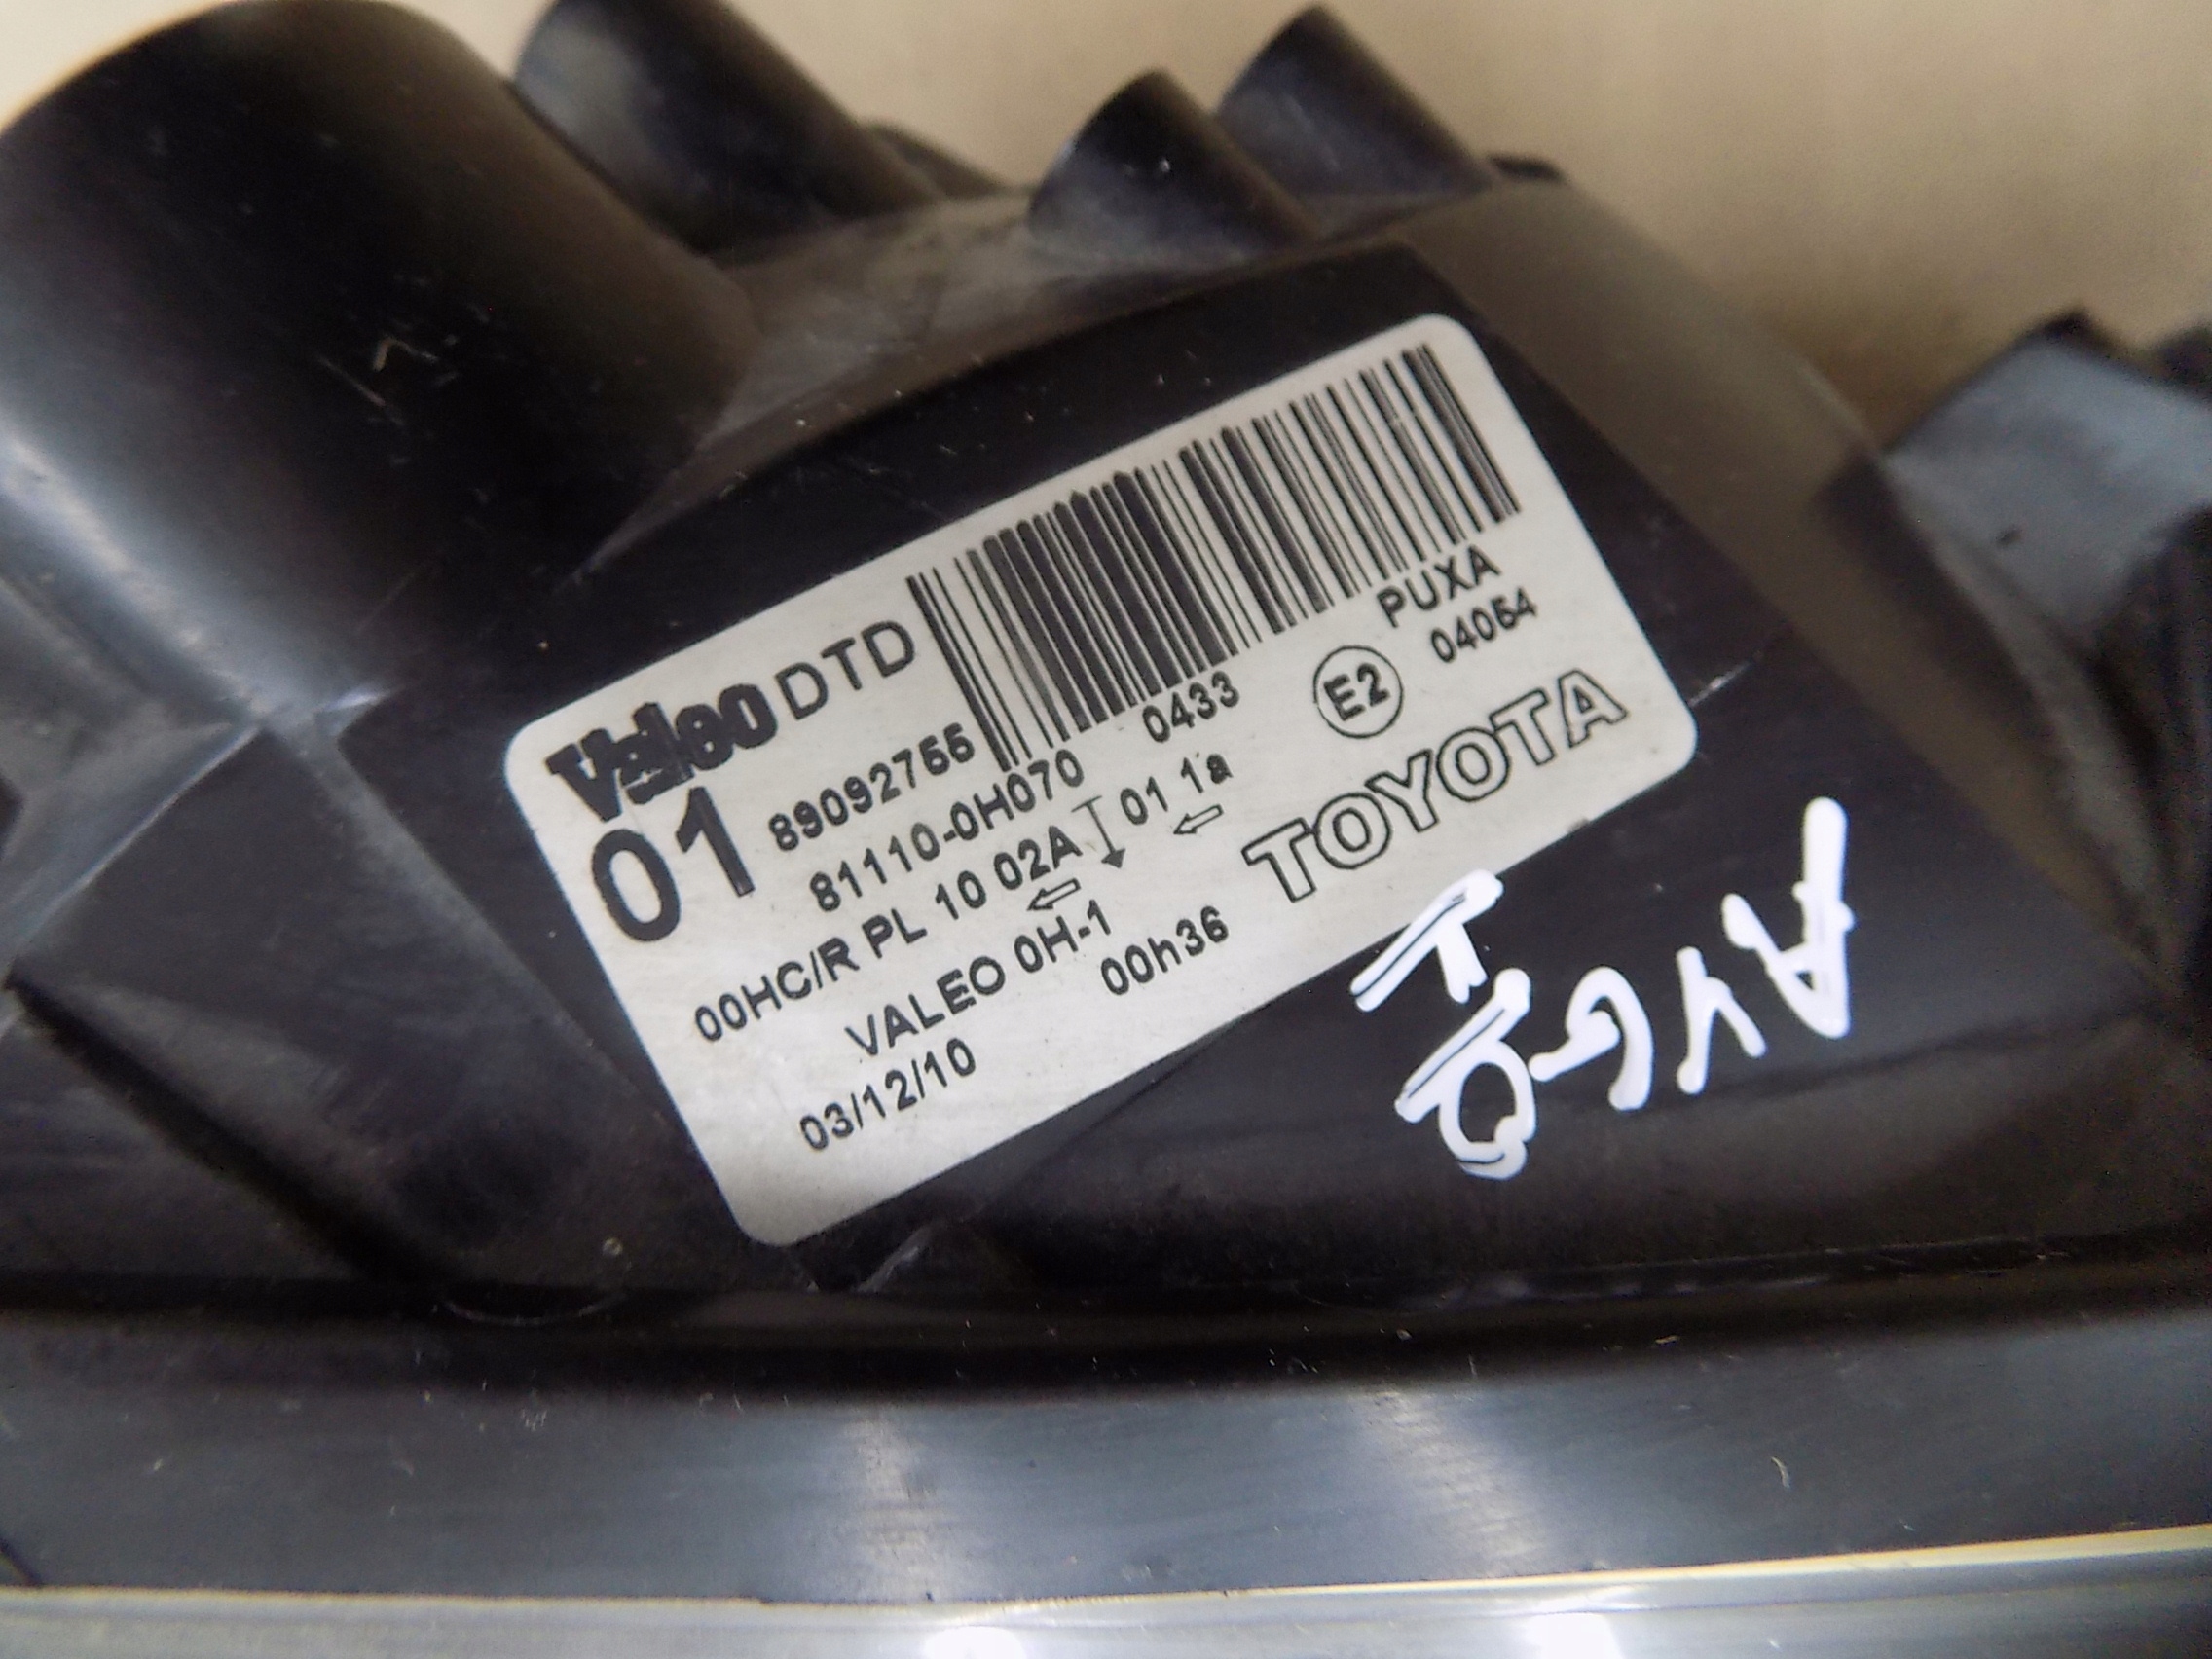 Valeo DTD
01 89092755
81110-0H070 0433
00HC/R PL 10 02A 01 1a
VALEO 0H-1
03/12/10 00h36
E2
PUXA
04054
TOYOTA
AYGO